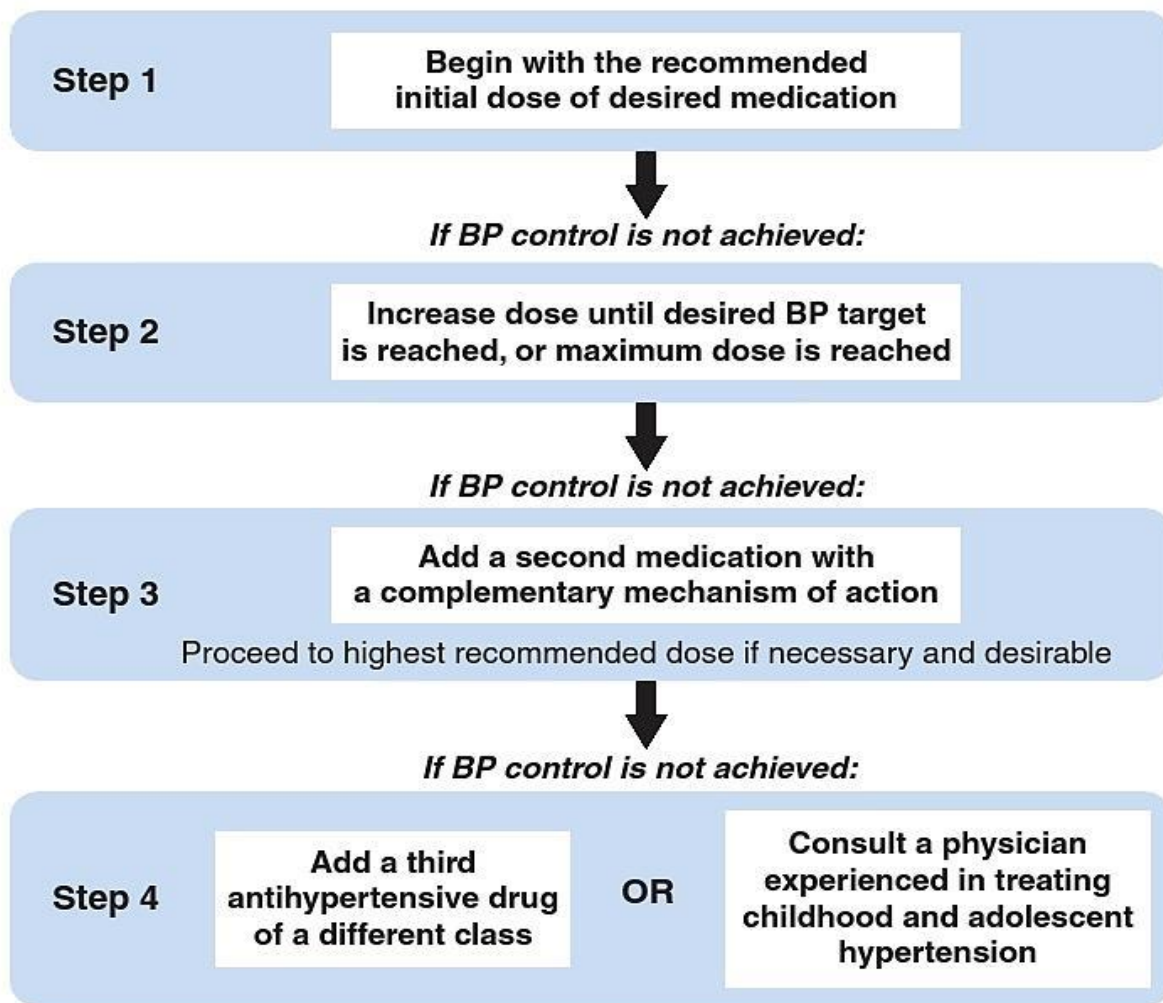 Step 1
Begin with the recommended
initial dose of desired medication
If BP control is not achieved:
Step 2
Increase dose until desired BP target
is reached, or maximum dose is reached
If BP control is not achieved:
Step 3
Add a second medication with
a complementary mechanism of action
Proceed to highest recommended dose if necessary and desirable
If BP control is not achieved:
Step 4
Add a third
antihypertensive drug
of a different class
OR
Consult a physician
experienced in treating
childhood and adolescent
hypertension